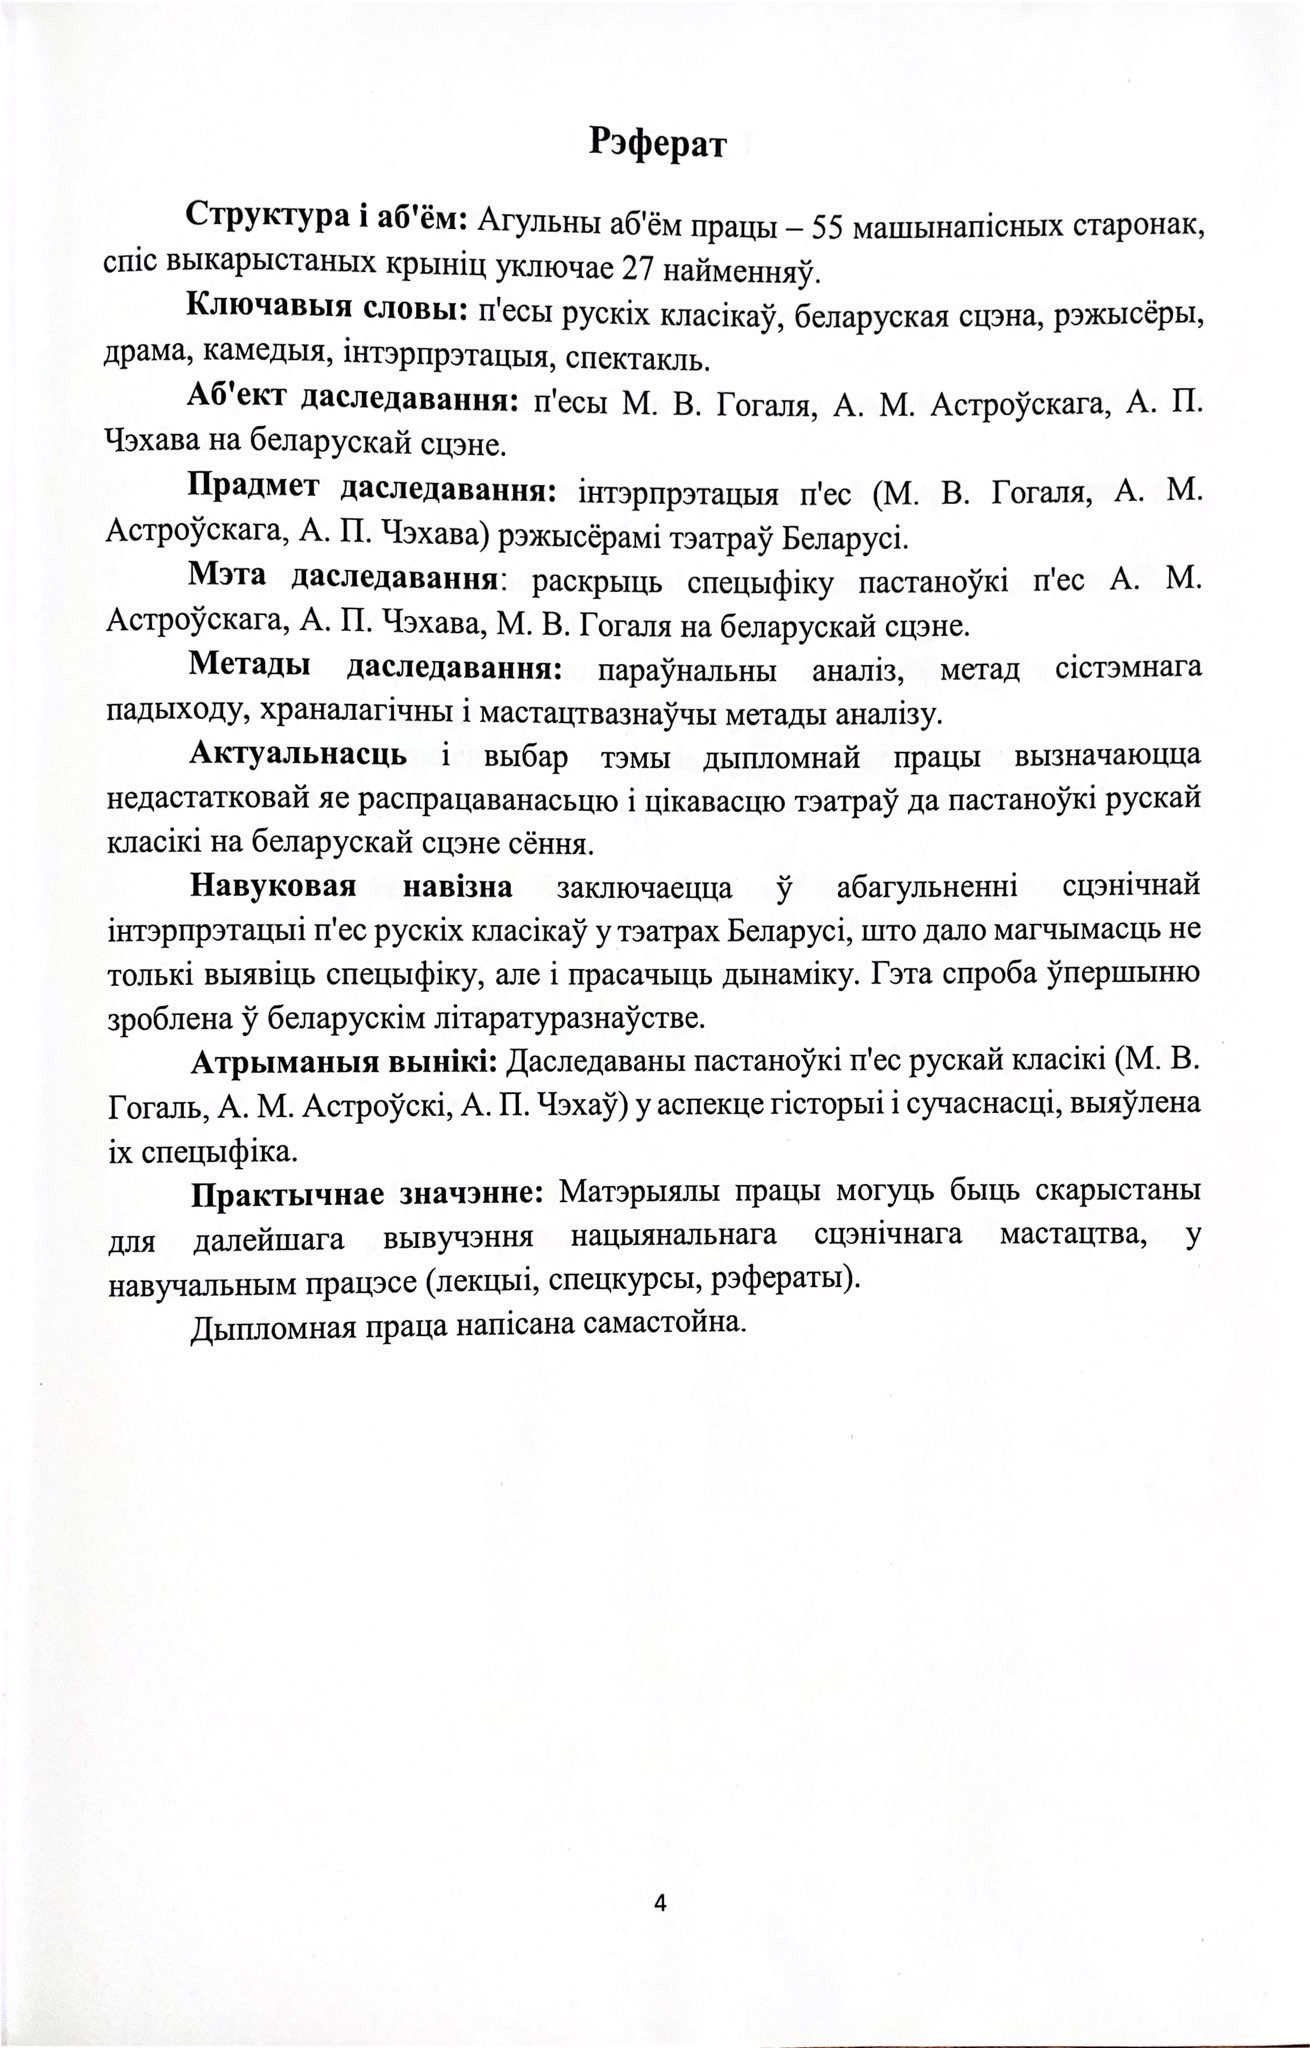 Рэферат
Структура і аб'ём: Агульны аб'ём працы – 55 машынапісных старонак,
спіс выкарыстаных крыніц уключае 27 найменняў.
Ключавыя словы: п'есы рускіх класікаў, беларуская сцэна, рэжысёры,
драма, камедыя, інтэрпрэтацыя, спектакль.
Аб'ект даследавання: п'есы М. В. Гогаля, А. М. Астроўскага, А. П.
Чэхава на беларускай сцэне.
Прадмет даследавання: інтэрпрэтацыя п'ес (М. В. Гогаля, А. М.
Астроўскага, А. П. Чэхава) рэжысёрамі тэатраў Беларусі.
Мэта даследавання: раскрыць спецыфіку пастаноўкі п'ес А. М.
Астроўскага, А. П. Чэхава, М. В. Гогаля на беларускай сцэне.
Метады даследавання: параўнальны аналіз, метад сістэмнага
падыходу, храналагічны і мастацтвазнаўчы метады аналізу.
Актуальнасць і выбар тэмы дыпломнай працы вызначаюцца
недастатковай яе распрацаванасьцю і цікавасцю тэатраў да пастаноўкі рускай
класікі на беларускай сцэне сёння.
Навуковая навізна заключаецца ў абагульненні сцэнічнай
інтэрпрэтацыі п'ес рускіх класікаў у тэатрах Беларусі, што дало магчымасць не
толькі выявіць спецыфіку, але і прасачыць дынаміку. Гэта спроба ўпершыню
зроблена ў беларускім літаратуразнаўстве.
Атрыманыя вынікі: Даследаваны пастаноўкі п'ес рускай класікі (М. В.
Гогаль, А. М. Астроўскі, А. П. Чэхаў) у аспекце гісторыі і сучаснасці, выяўлена
іх спецыфіка.
Практычнае значэнне: Матэрыялы працы могуць быць скарыстаны
для далейшага вывучэння нацыянальнага сцэнічнага мастацтва, у
навучальным працэсе (лекцыі, спецкурсы, рэфераты).
Дыпломная праца напісана самастойна.
4